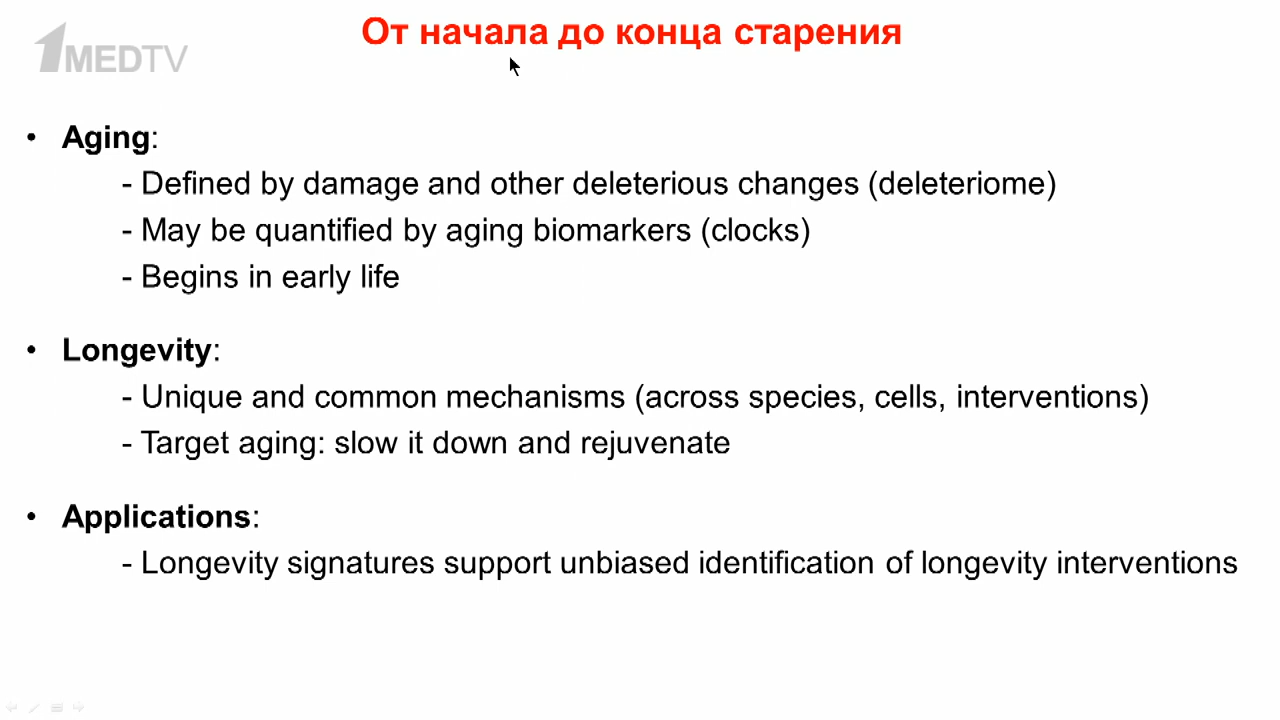 1MEDTV
От начала до конца старения
• Aging:
- Defined by damage and other deleterious changes (deleteriome)
- May be quantified by aging biomarkers (clocks)
- Begins in early life
• Longevity:
- Unique and common mechanisms (across species, cells, interventions)
- Target aging: slow it down and rejuvenate
• Applications:
- Longevity signatures support unbiased identification of longevity interventions